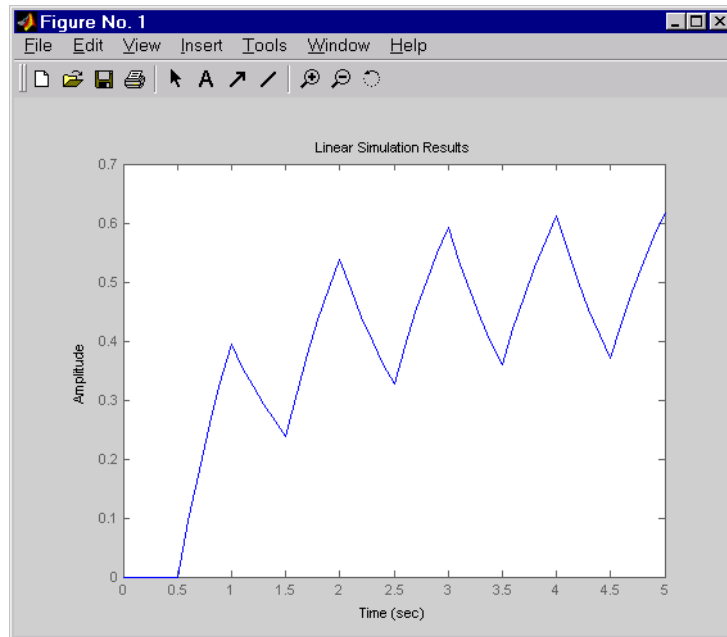 Figure No. 1
File Edit View Insert Tools Window Help
A
Linear Simulation Results
0.7
0.6
0.5
0.4
0.3
0.2
0.1
0
Amplitude
0 0.5 1 1.5 2 2.5 3 3.5 4 4.5 5
Time (sec)